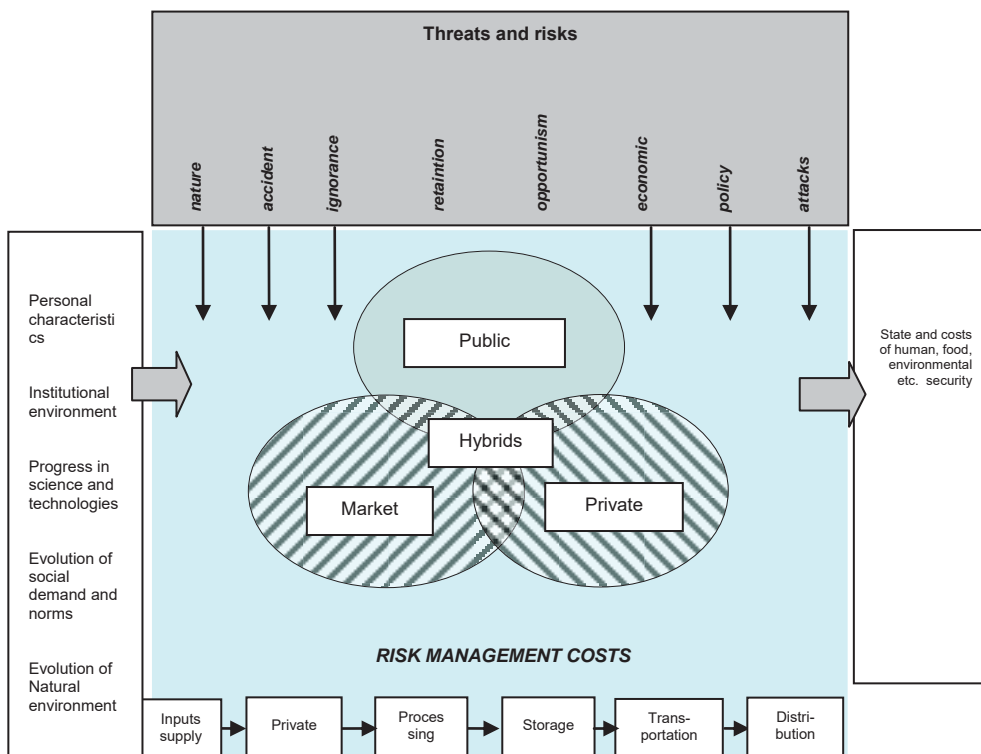 Threats and risks
nature
accident
ignorance
retaintion
opportunism
economic
policy
attacks
Personal
characteristi
cs
Institutional
environment
Progress in
science and
technologies
Evolution of
social
demand and
norms
Evolution of
Natural
environment
Public
Hybrids
Market
Private
State and costs
of human, food,
environmental
etc. security
RISK MANAGEMENT COSTS
Inputs
supply
Private
Proces
sing
Storage
Trans-
portation
Distri-
bution